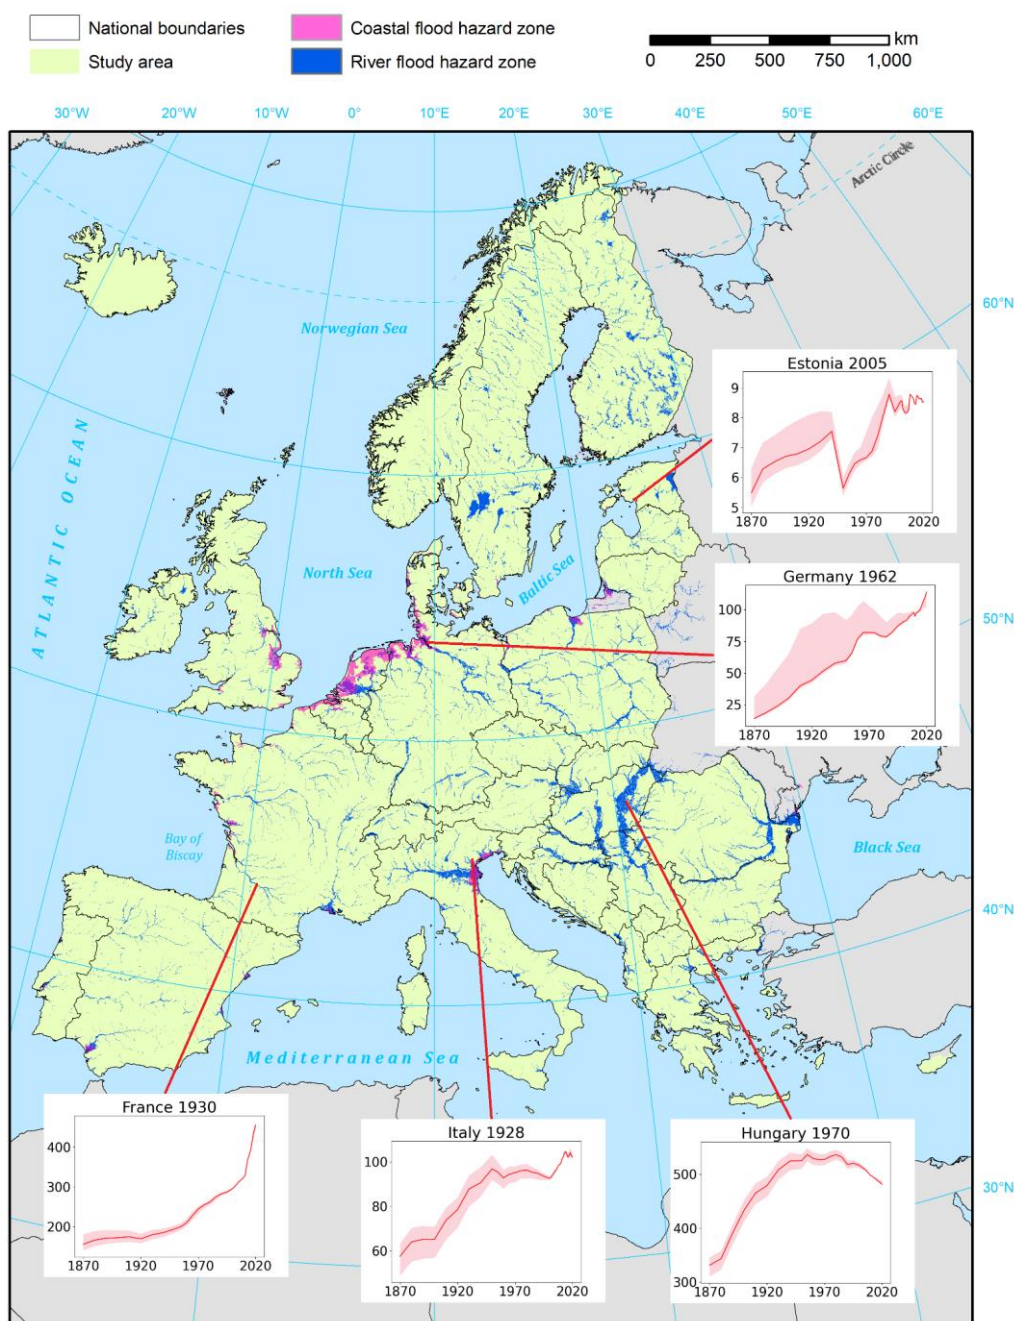 National boundaries
Coastal flood hazard zone
Study area
River flood hazard zone
km
0 250 500 750 1,000
30°W 20°W 10°W 0° 10°E 20°E 30°E 40°E 50°E 60°E
Arctic Circle
60°N
Norwegian Sea
Estonia 2005
9
8
7
6
5
1870 1920 1970 2020
ATLANTIC OCEAN
North Sea
Baltic Sea
Germany 1962
100
75
50
25
1870 1920 1970 2020
50°N
Bay of
Biscay
Black Sea
40°N
Mediterranean Sea
France 1930
400
300
200
1870 1920 1970 2020
Italy 1928
100
80
60
1870 1920 1970 2020
Hungary 1970
500
400
300
1870 1920 1970 2020
30°N